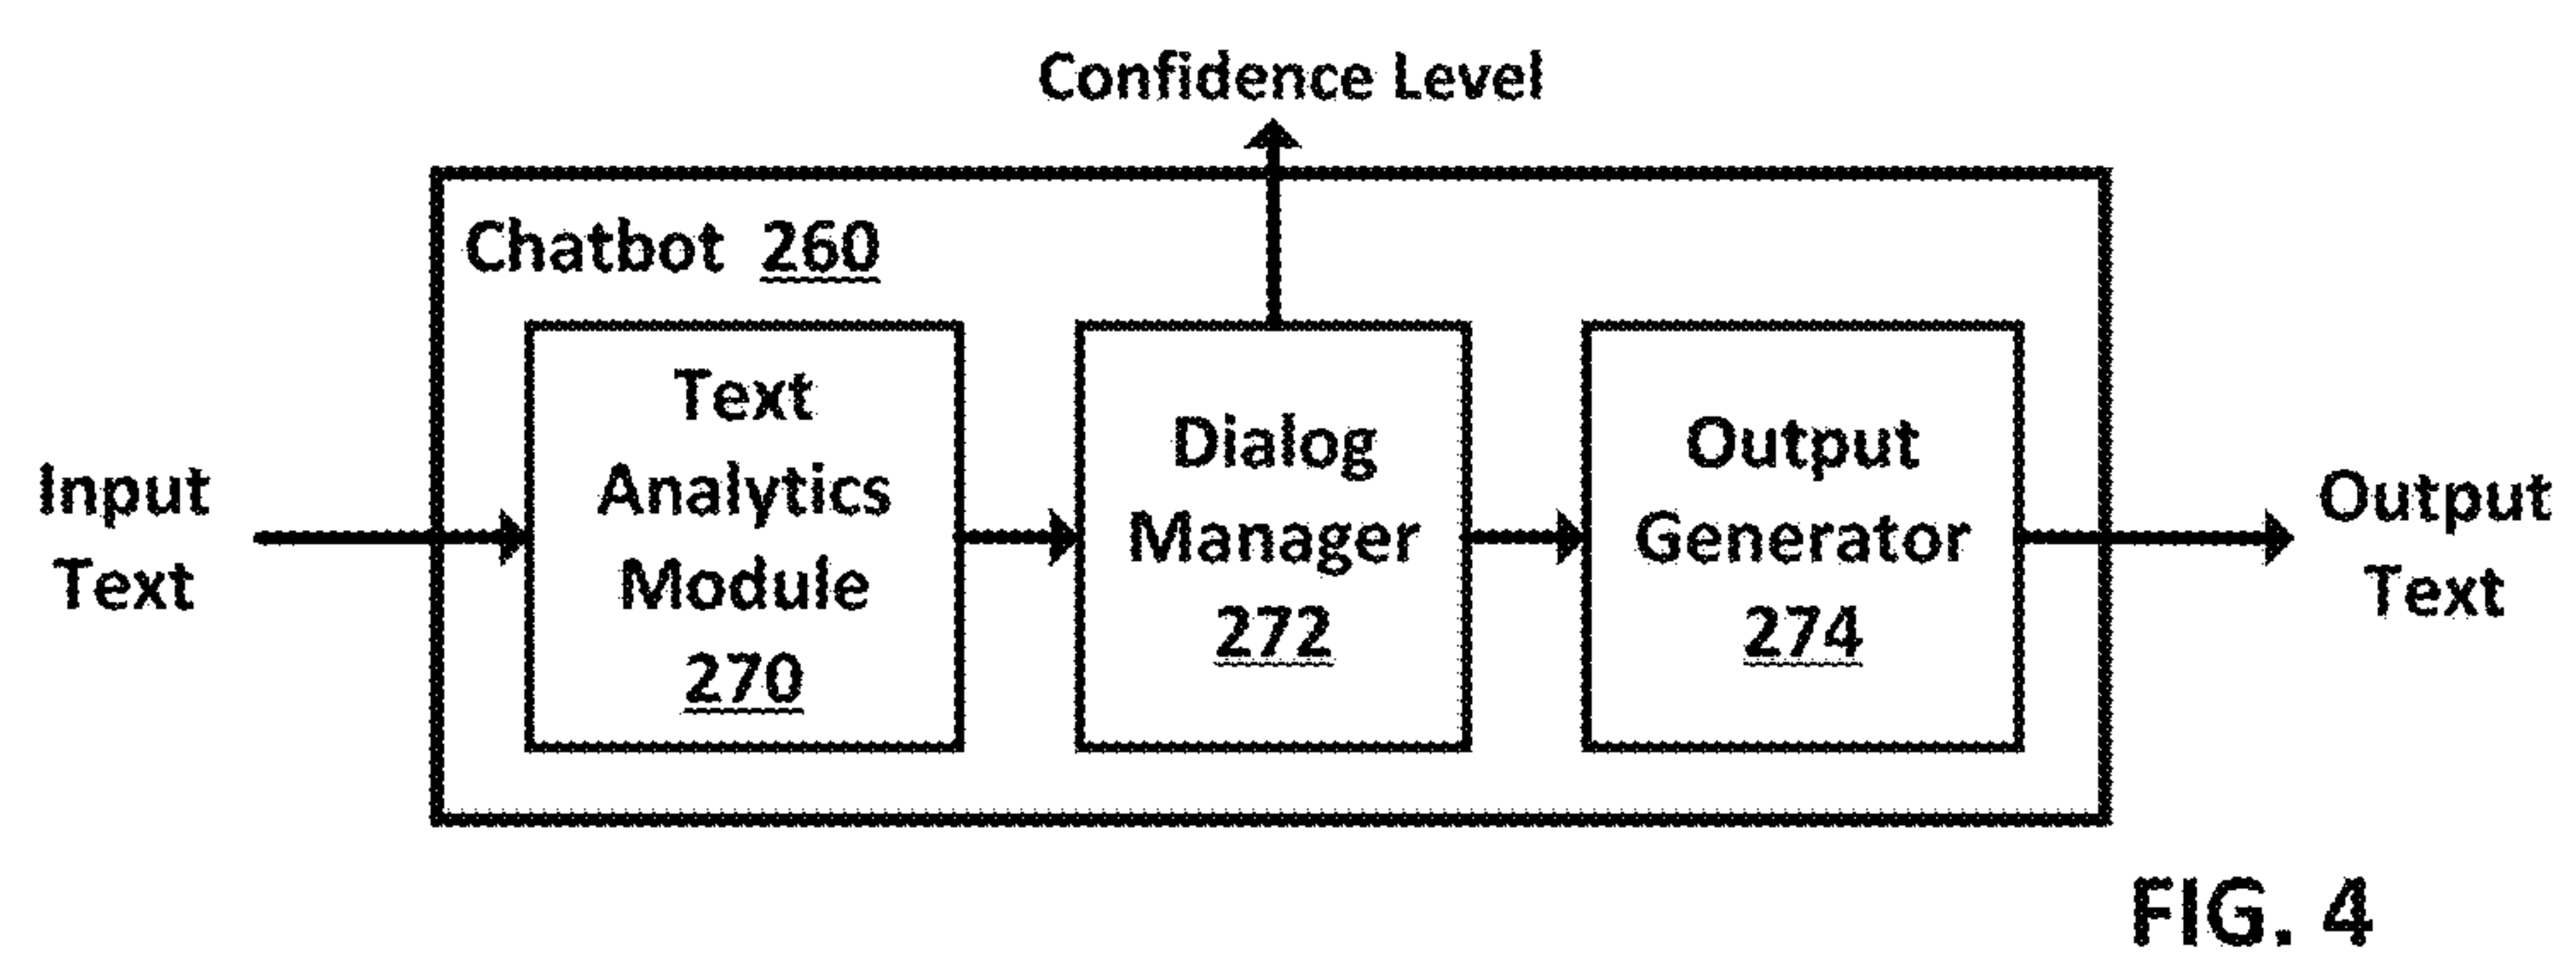 Confidence Level
Chatbot 260
Input
Text
Text
Analytics
Module
270
Dialog
Manager
272
Output
Generator
274
Output
Text
FIG. 4